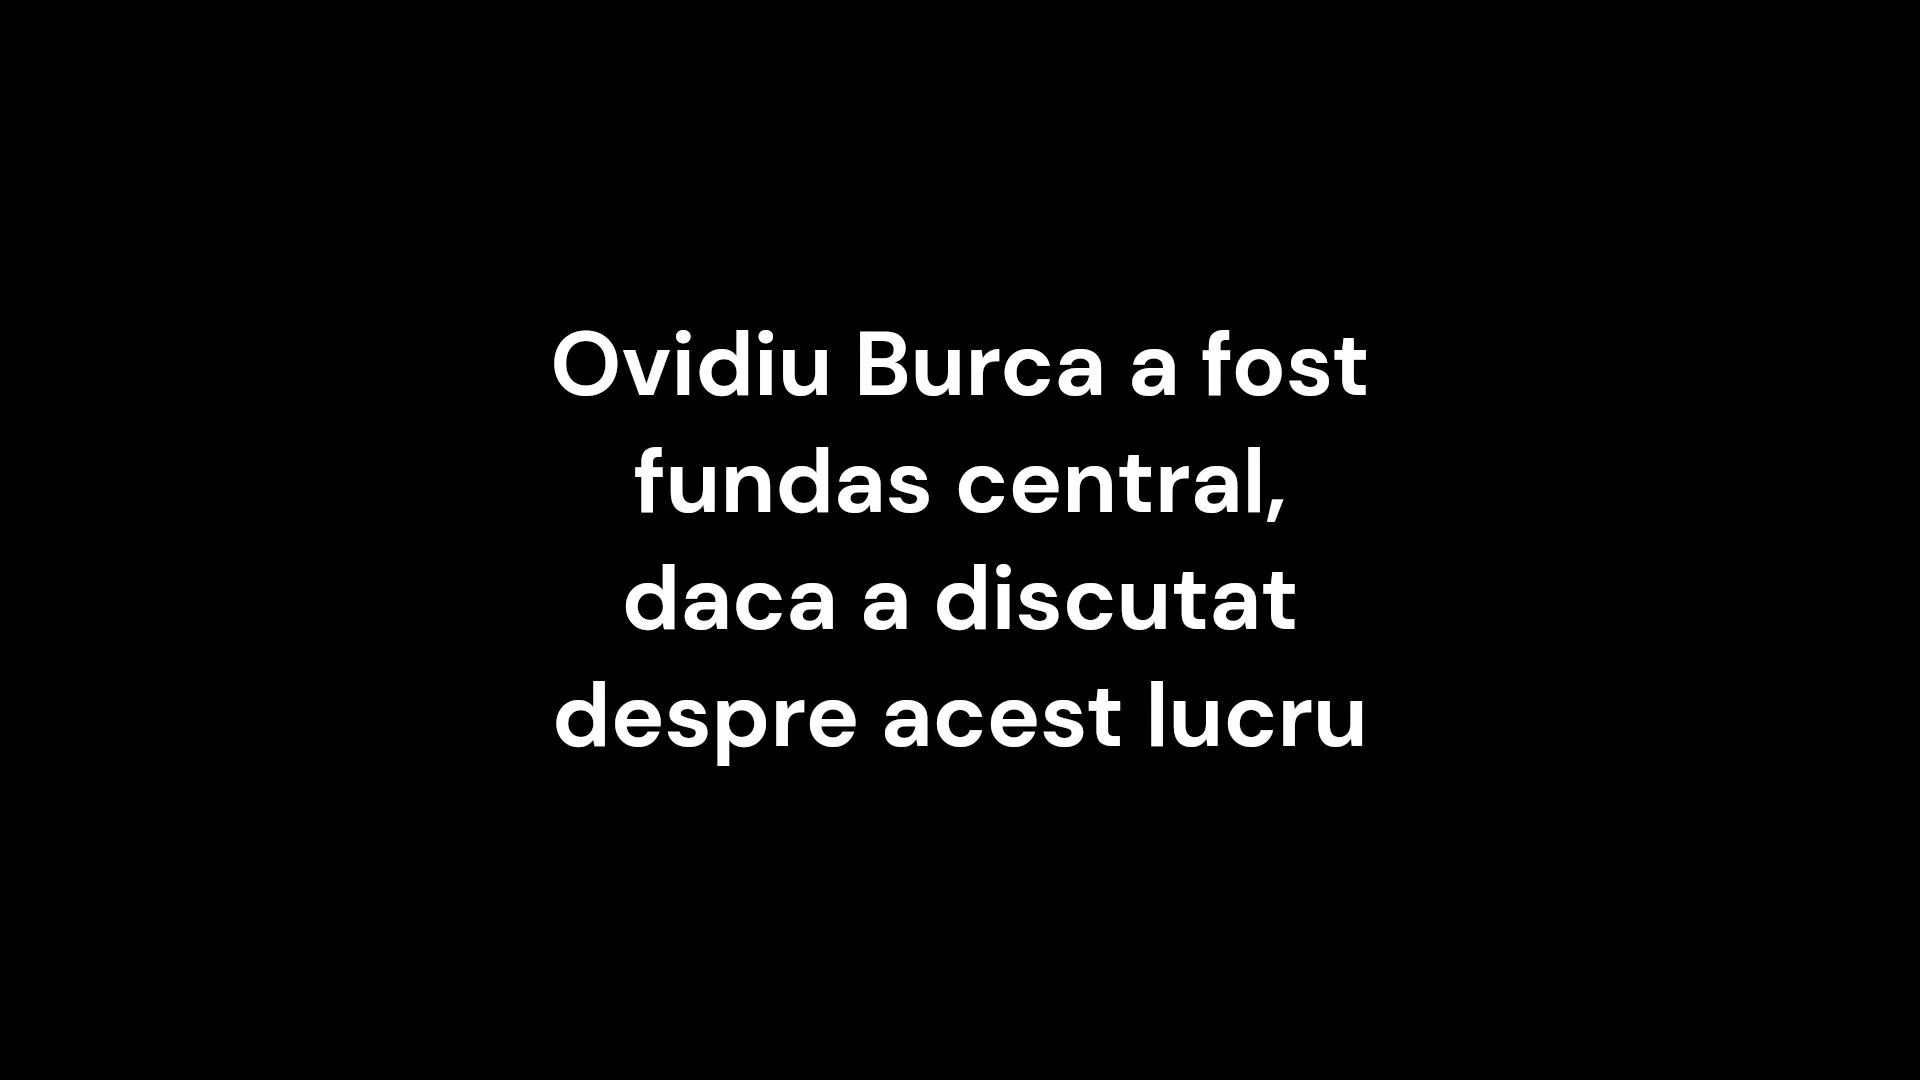 Ovidiu Burca a fost
fundas central,
daca a discutat
despre acest lucru